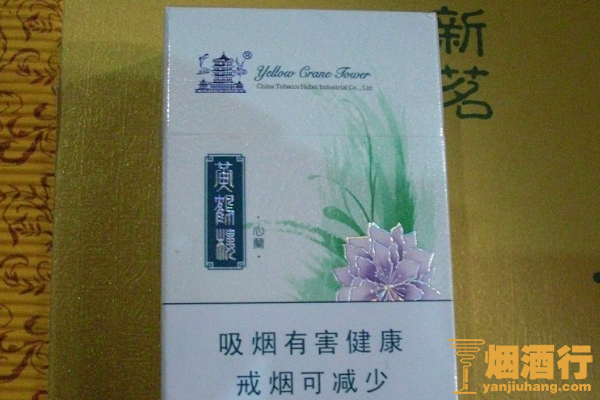 新茗
®
Yellow Crane Tower
China Tobacco Hubei Industrial Co., Ltd
黄鹤楼
·心蘭·
吸烟有害健康
戒烟可减少
烟酒行
yanjiuhang.com